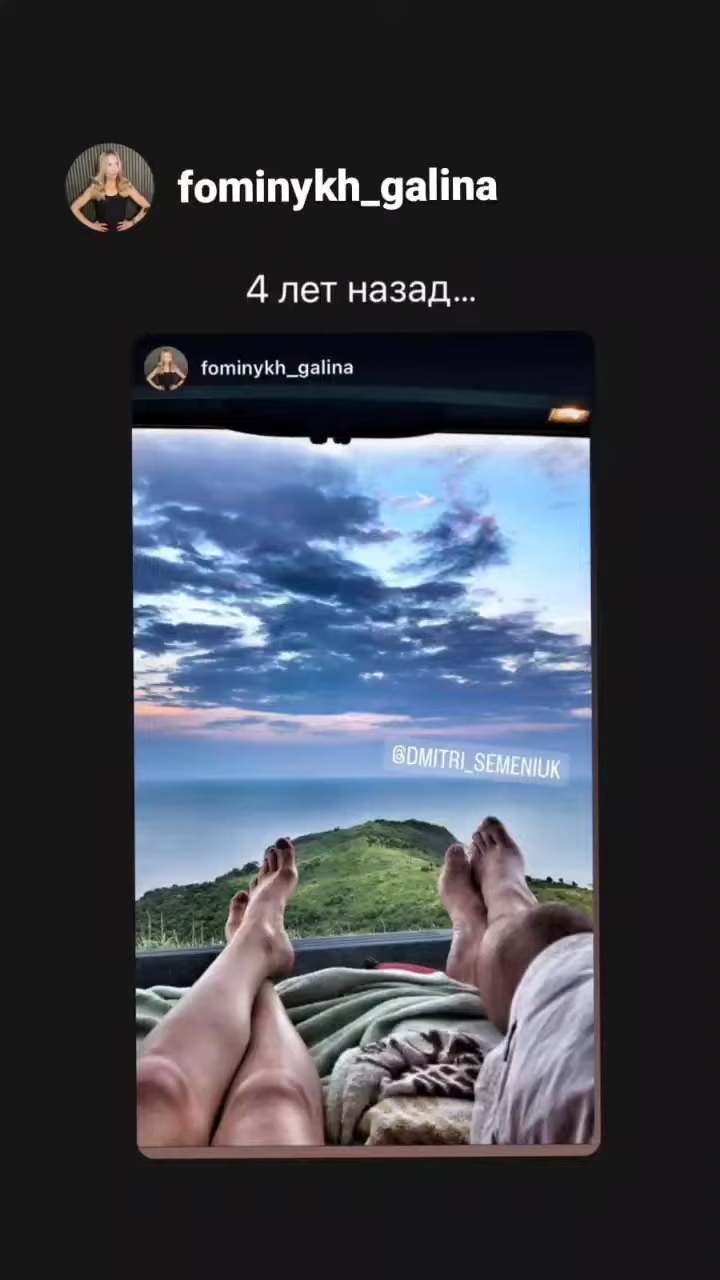 fominykh_galina
4 лет назад...
fominykh_galina
@DMITRI_SEMENIUK